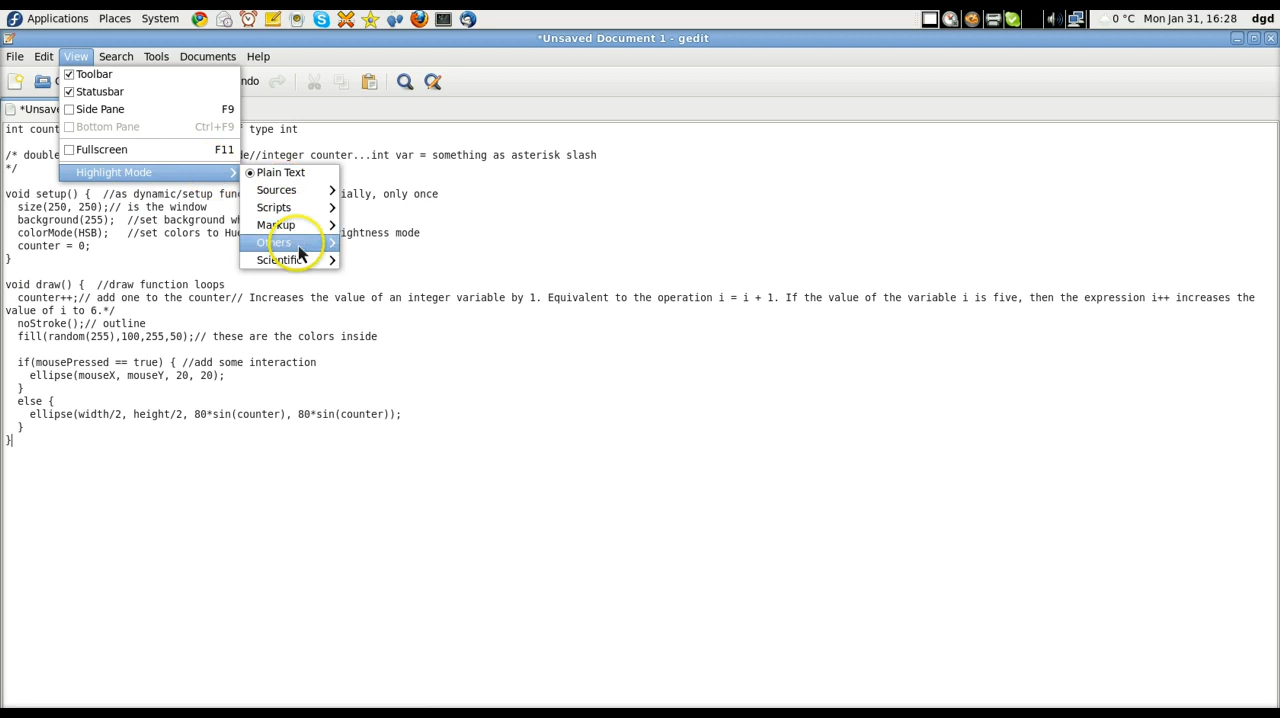 Applications Places System 0 °C Mon Jan 31, 16:28 dgd
*Unsaved Document 1 - gedit
File Edit View Search Tools Documents Help
Toolbar
Statusbar
Side Pane F9
Bottom Pane Ctrl+F9
Fullscreen F11
Highlight Mode
Plain Text
Sources
Scripts
Markup
Others
Scientific
ndo
*Unsave
int count type int
/* double de//integer counter...int var = something as asterisk slash
*/
void setup() { //as dynamic/setup fun ially, only once
size(250, 250);// is the window
background(255); //set background wh
colorMode(HSB); //set colors to Hue ightness mode
counter = 0;
}
void draw() { //draw function loops
counter++;// add one to the counter// Increases the value of an integer variable by 1. Equivalent to the operation i = i + 1. If the value of the variable i is five, then the expression i++ increases the
value of i to 6.*/
noStroke();// outline
fill(random(255),100,255,50);// these are the colors inside
if(mousePressed == true) { //add some interaction
ellipse(mouseX, mouseY, 20, 20);
}
else {
ellipse(width/2, height/2, 80*sin(counter), 80*sin(counter));
}
}